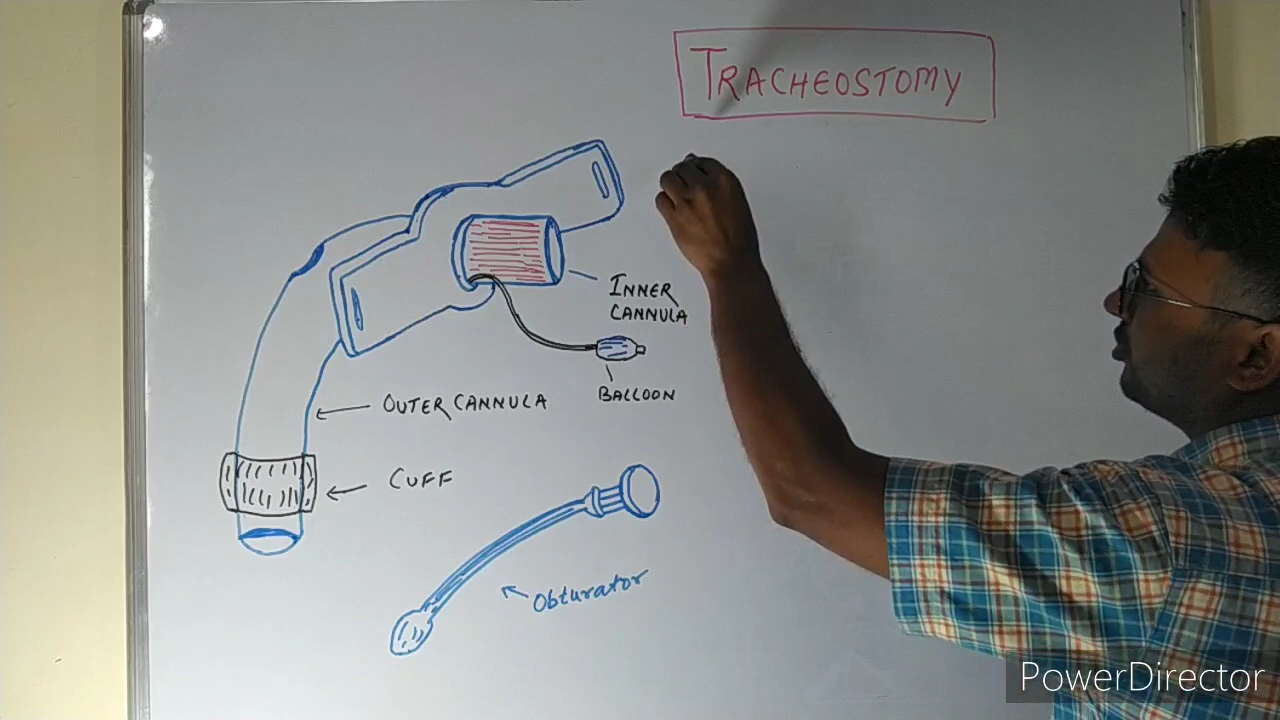 TRACHEOSTOMY
INNER
CANNULA
BALLOON
OUTER CANNULA
CUFF
Obturator
PowerDirector